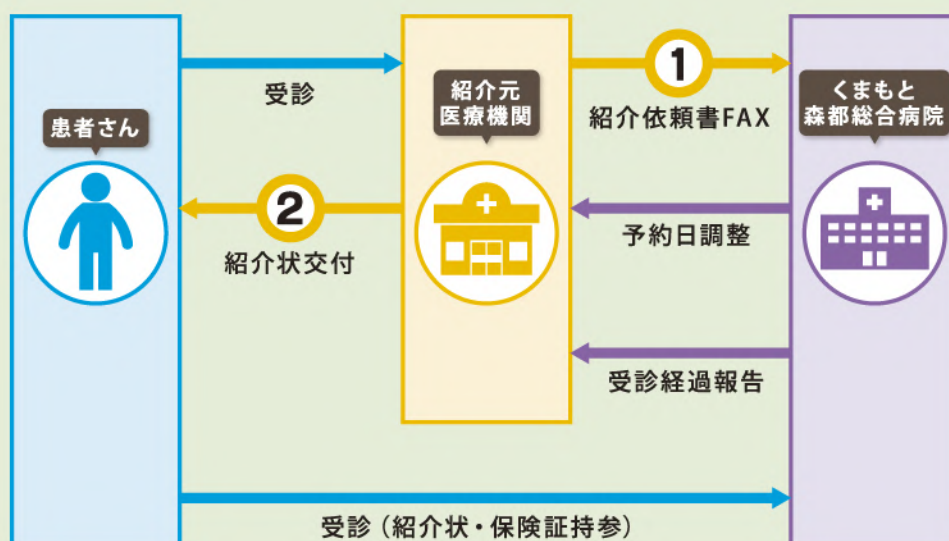 患者さん
受診
紹介元
医療機関
1
紹介依頼書FAX
くまもと
森都総合病院
2
紹介状交付
予約日調整
受診経過報告
受診（紹介状・保険証持参）